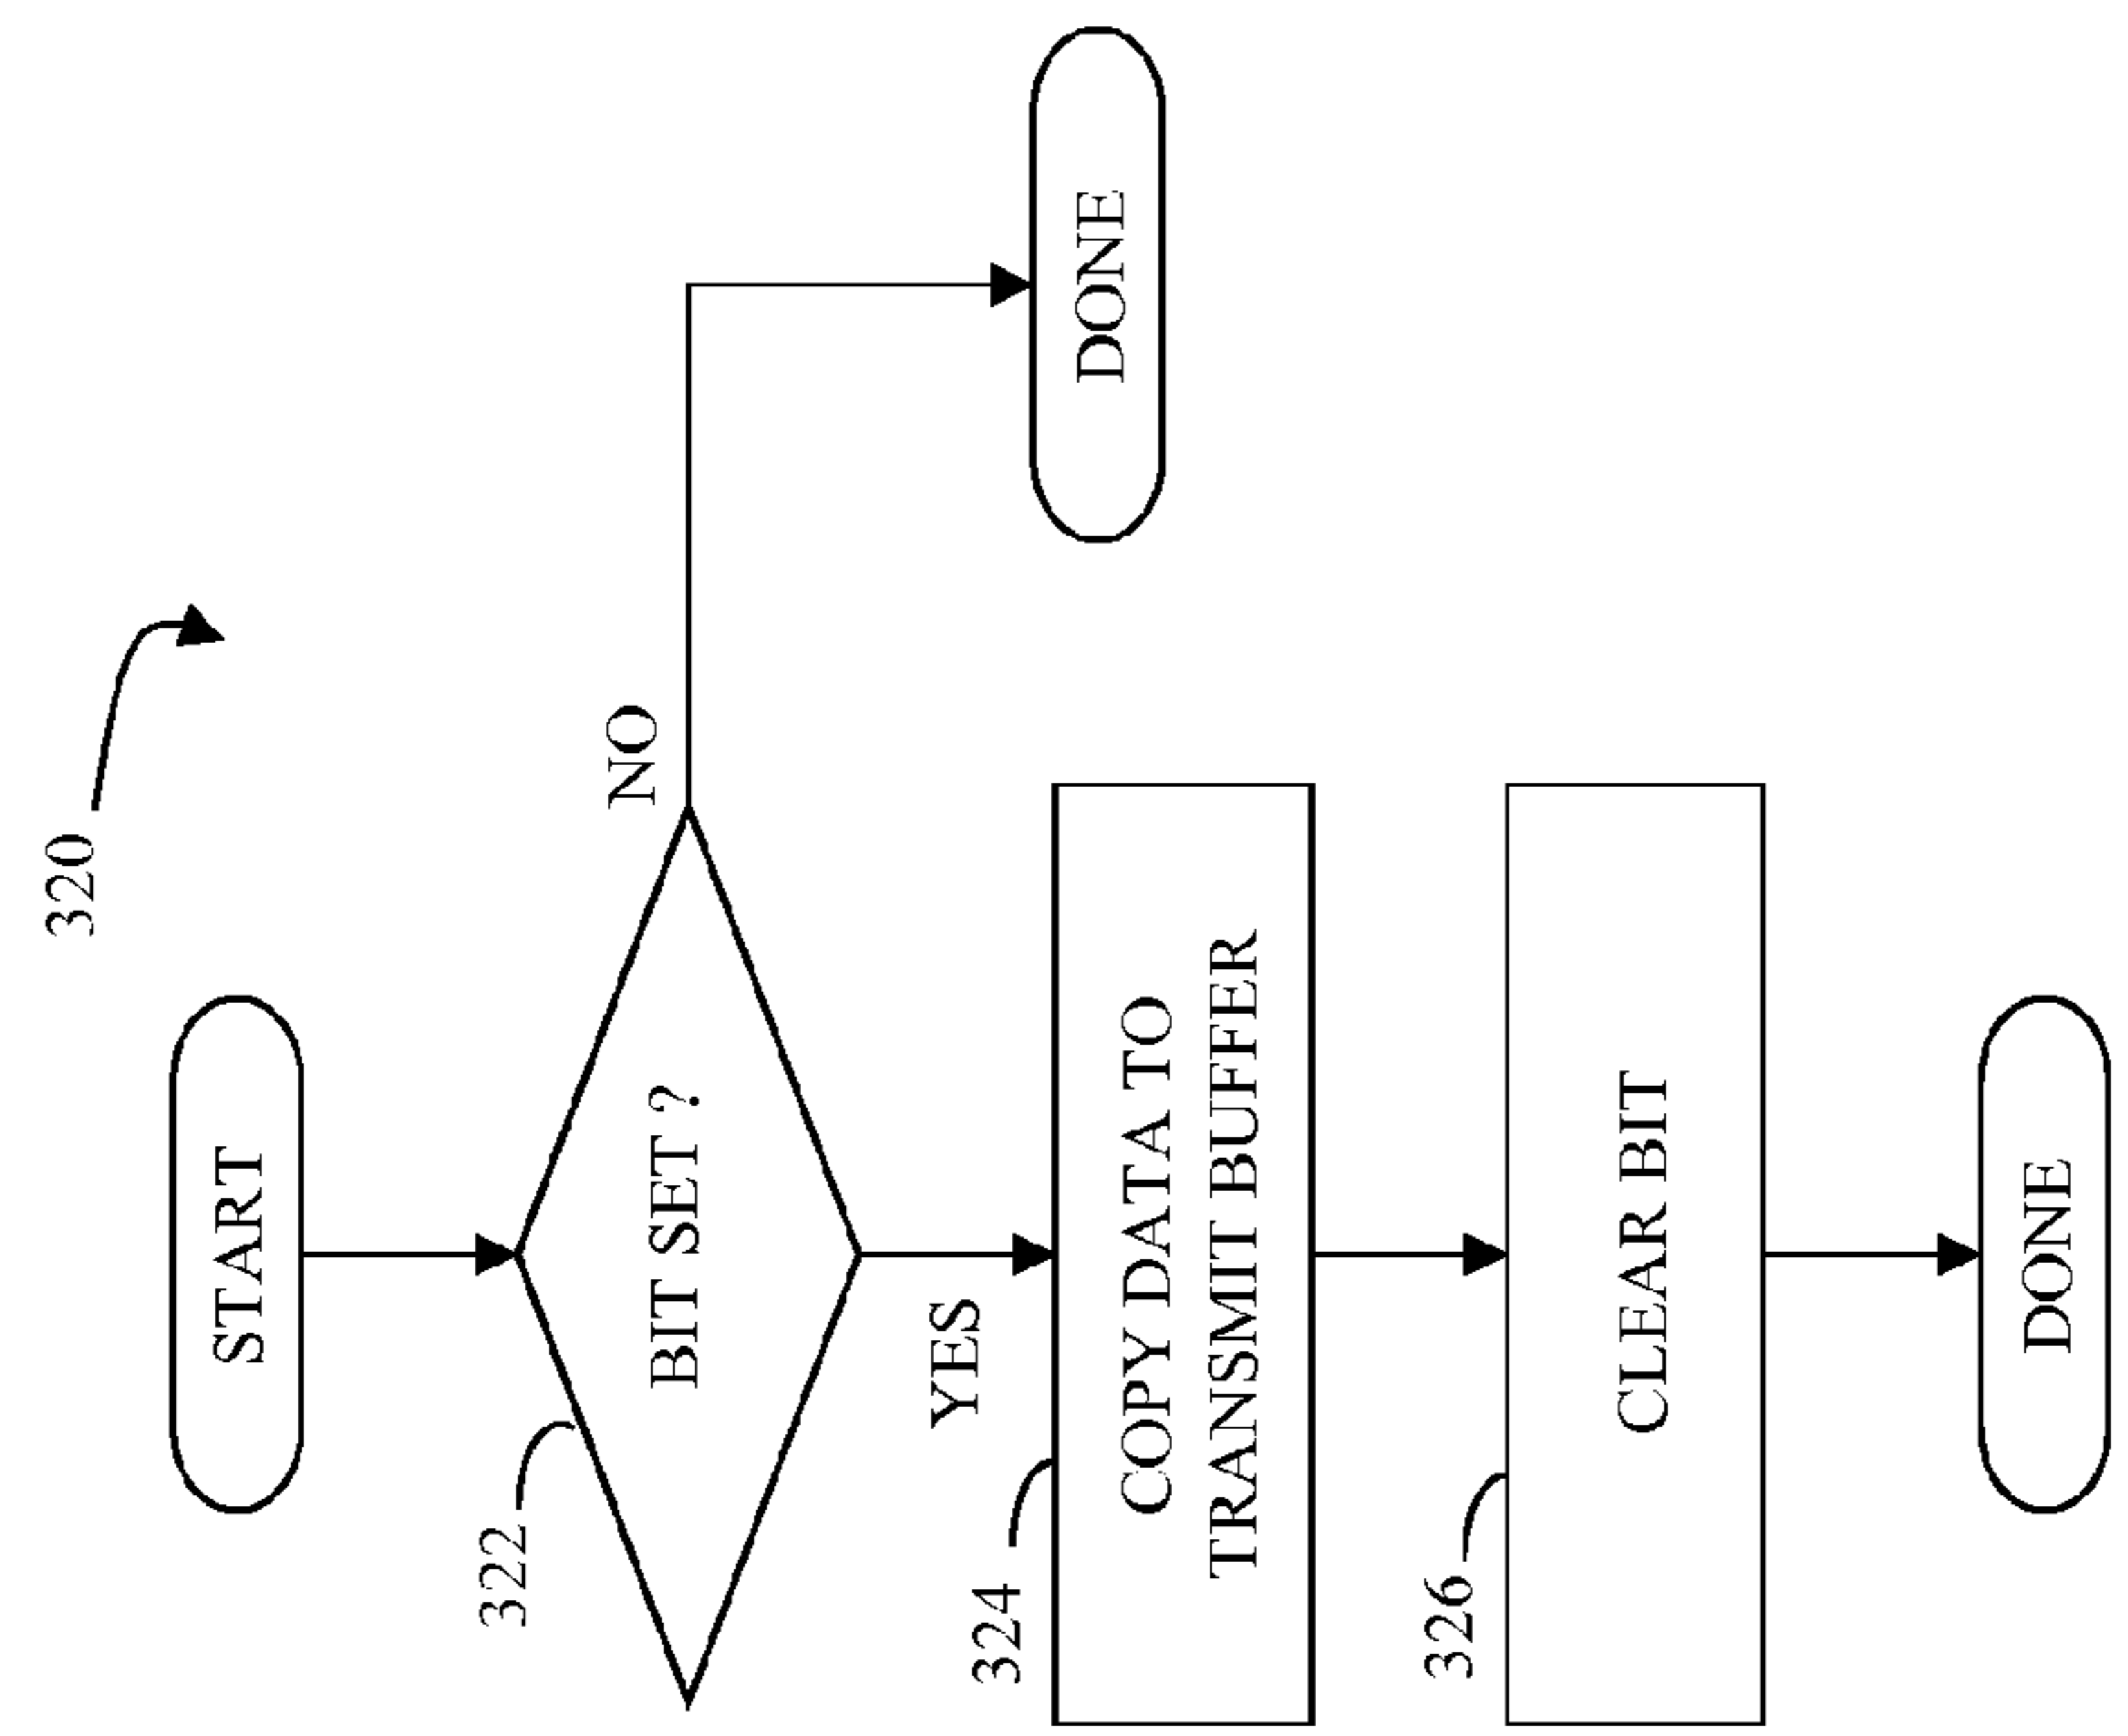 320
START
322
BIT SET ?
NO
YES
DONE
324
COPY DATA TO
TRANSMIT BUFFER
326
CLEAR BIT
DONE